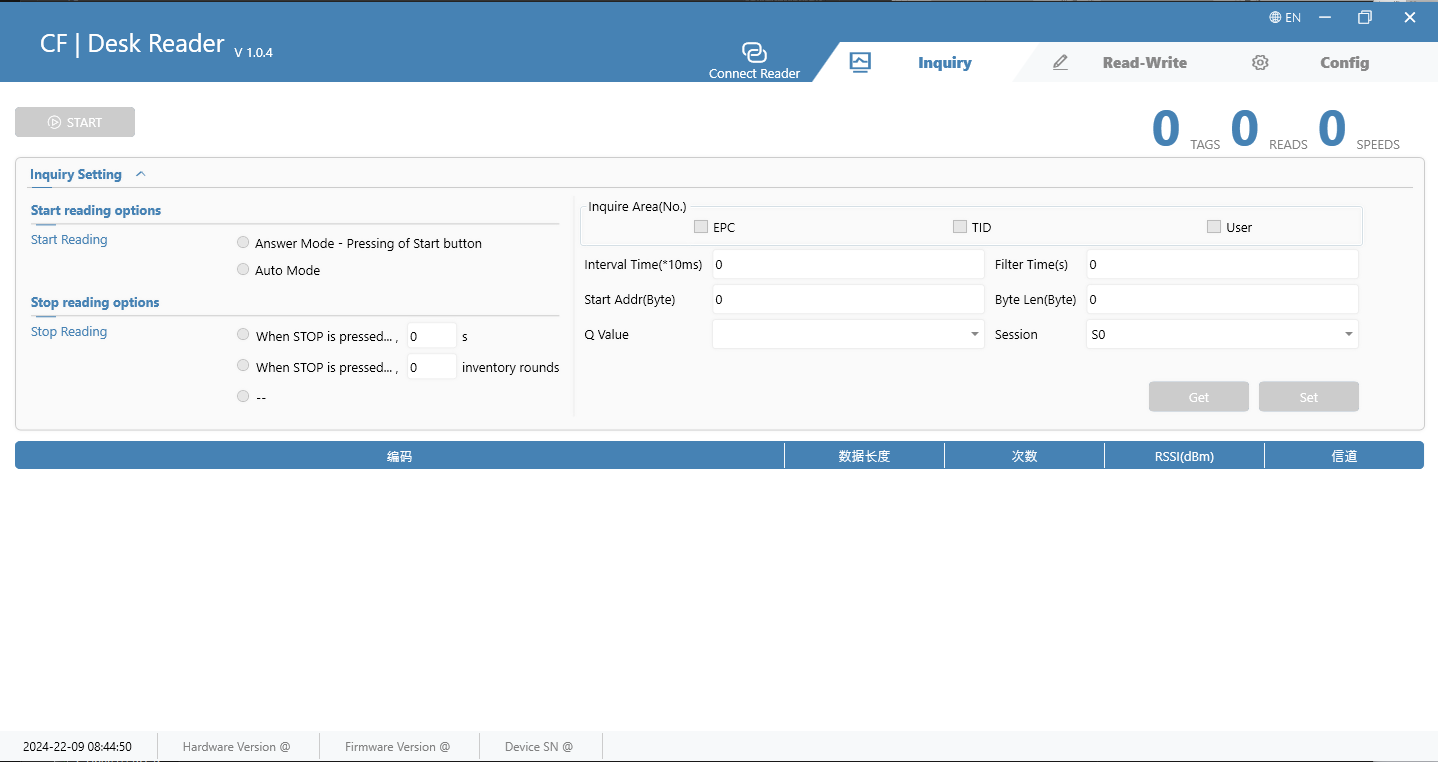 EN
CF | Desk Reader V 1.0.4
Connect Reader Inquiry Read-Write Config
START
0 TAGS 0 READS 0 SPEEDS
Inquiry Setting
Start reading options
Start Reading
Answer Mode - Pressing of Start button
Auto Mode
Stop reading options
Stop Reading
When STOP is pressed... , 0 s
When STOP is pressed... , 0 inventory rounds
--
Inquire Area(No.)
EPC TID User
Interval Time(*10ms) 0 Filter Time(s) 0
Start Addr(Byte) 0 Byte Len(Byte) 0
Q Value Session S0
Get Set
编码 数据长度 次数 RSSI(dBm) 信道
2024-22-09 08:44:50 Hardware Version @ Firmware Version @ Device SN @